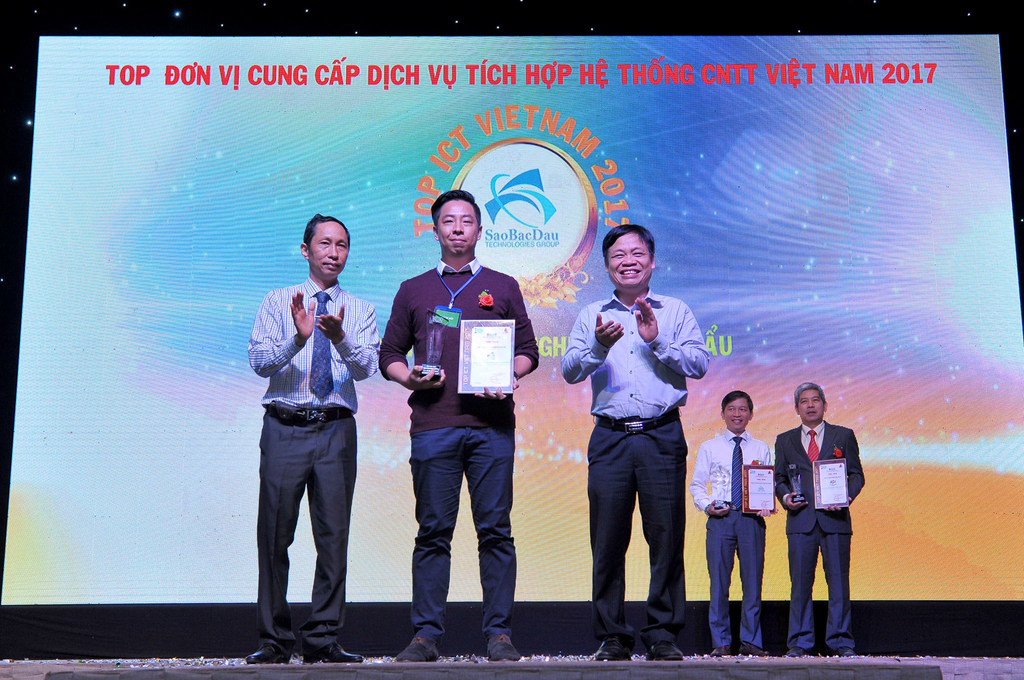 TOP ĐƠN VỊ CUNG CẤP DỊCH VỤ TÍCH HỢP HỆ THỐNG CNTT VIỆT NAM 2017
TOP ICT VIETNAM 2017
SaoBacDau
TECHNOLOGIES GROUP